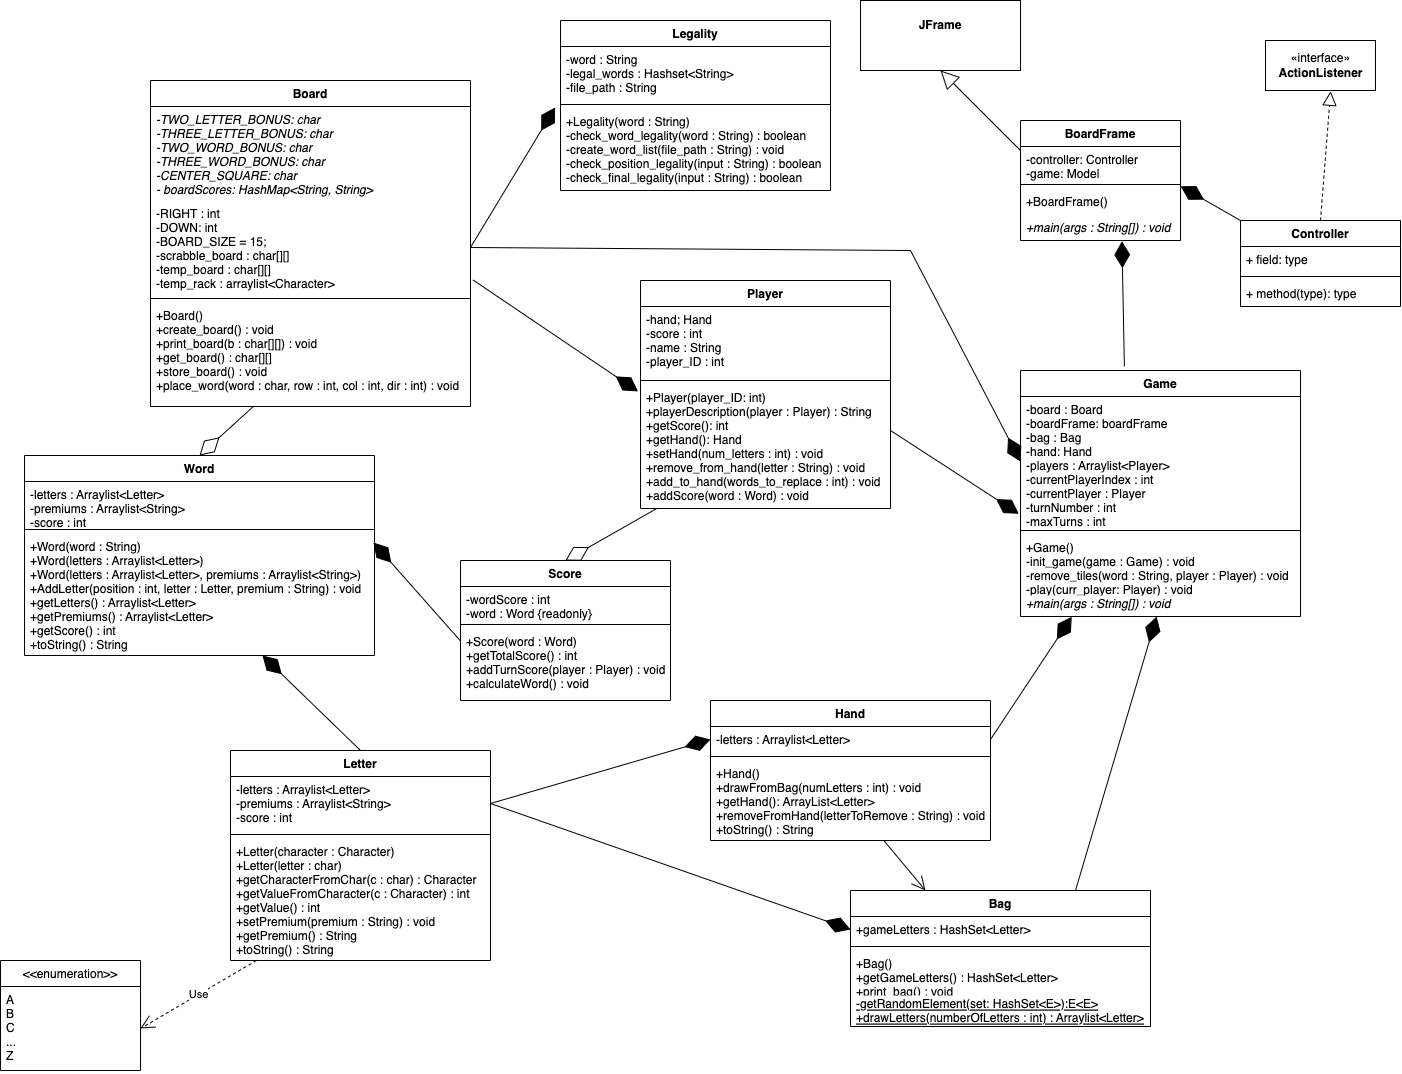 JFrame
«interface»
ActionListener
Legality
-word : String
-legal_words : Hashset<String>
-file_path : String
+Legality(word : String)
-check_word_legality(word : String) : boolean
-create_word_list(file_path : String) : void
-check_position_legality(input : String) : boolean
-check_final_legality(input : String) : boolean
Board
-TWO_LETTER_BONUS: char
-THREE_LETTER_BONUS: char
-TWO_WORD_BONUS: char
-THREE_WORD_BONUS: char
-CENTER_SQUARE: char
- boardScores: HashMap<String, String>
-RIGHT : int
-DOWN: int
-BOARD_SIZE = 15;
-scrabble_board : char[][]
-temp_board : char[][]
-temp_rack : arraylist<Character>
+Board()
+create_board() : void
+print_board(b : char[][]) : void
+get_board() : char[][]
+store_board() : void
+place_word(word : char, row : int, col : int, dir : int) : void
BoardFrame
-controller: Controller
-game: Model
+BoardFrame()
+main(args : String[]) : void
Controller
+ field: type
+ method(type): type
Player
-hand; Hand
-score : int
-name : String
-player_ID : int
+Player(player_ID: int)
+playerDescription(player : Player) : String
+getScore(): int
+getHand(): Hand
+setHand(num_letters : int) : void
+remove_from_hand(letter : String) : void
+add_to_hand(words_to_replace : int) : void
+addScore(word : Word) : void
Game
-board : Board
-boardFrame: boardFrame
-bag : Bag
-hand: Hand
-players : Arraylist<Player>
-currentPlayerIndex : int
-currentPlayer : Player
-turnNumber : int
-maxTurns : int
+Game()
-init_game(game : Game) : void
-remove_tiles(word : String, player : Player) : void
-play(curr_player: Player) : void
+main(args : String[]) : void
Word
-letters : Arraylist<Letter>
-premiums : Arraylist<String>
-score : int
+Word(word : String)
+Word(letters : Arraylist<Letter>)
+Word(letters : Arraylist<Letter>, premiums : Arraylist<String>)
+AddLetter(position : int, letter : Letter, premium : String) : void
+getLetters() : Arraylist<Letter>
+getPremiums() : Arraylist<Letter>
+getScore() : int
+toString() : String
Score
-wordScore : int
-word : Word {readonly}
+Score(word : Word)
+getTotalScore() : int
+addTurnScore(player : Player) : void
+calculateWord() : void
Hand
-letters : Arraylist<Letter>
+Hand()
+drawFromBag(numLetters : int) : void
+getHand() : ArrayList<Letter>
+removeFromHand(letterToRemove : String) : void
+toString() : String
Letter
-letters : Arraylist<Letter>
-premiums : Arraylist<String>
-score : int
+Letter(character : Character)
+Letter(letter : char)
+getCharacterFromChar(c : char) : Character
+getValueFromCharacter(c : Character) : int
+getValue() : int
+setPremium(premium : String) : void
+getPremium() : String
+toString() : String
Bag
+gameLetters : HashSet<Letter>
+Bag()
+getGameLetters() : HashSet<Letter>
+print_bag() : void
-getRandomElement(set: HashSet<E>):E<E>
+drawLetters(numberOfLetters : int) : Arraylist<Letter>
<<enumeration>>
A
B
C
...
Z
Use